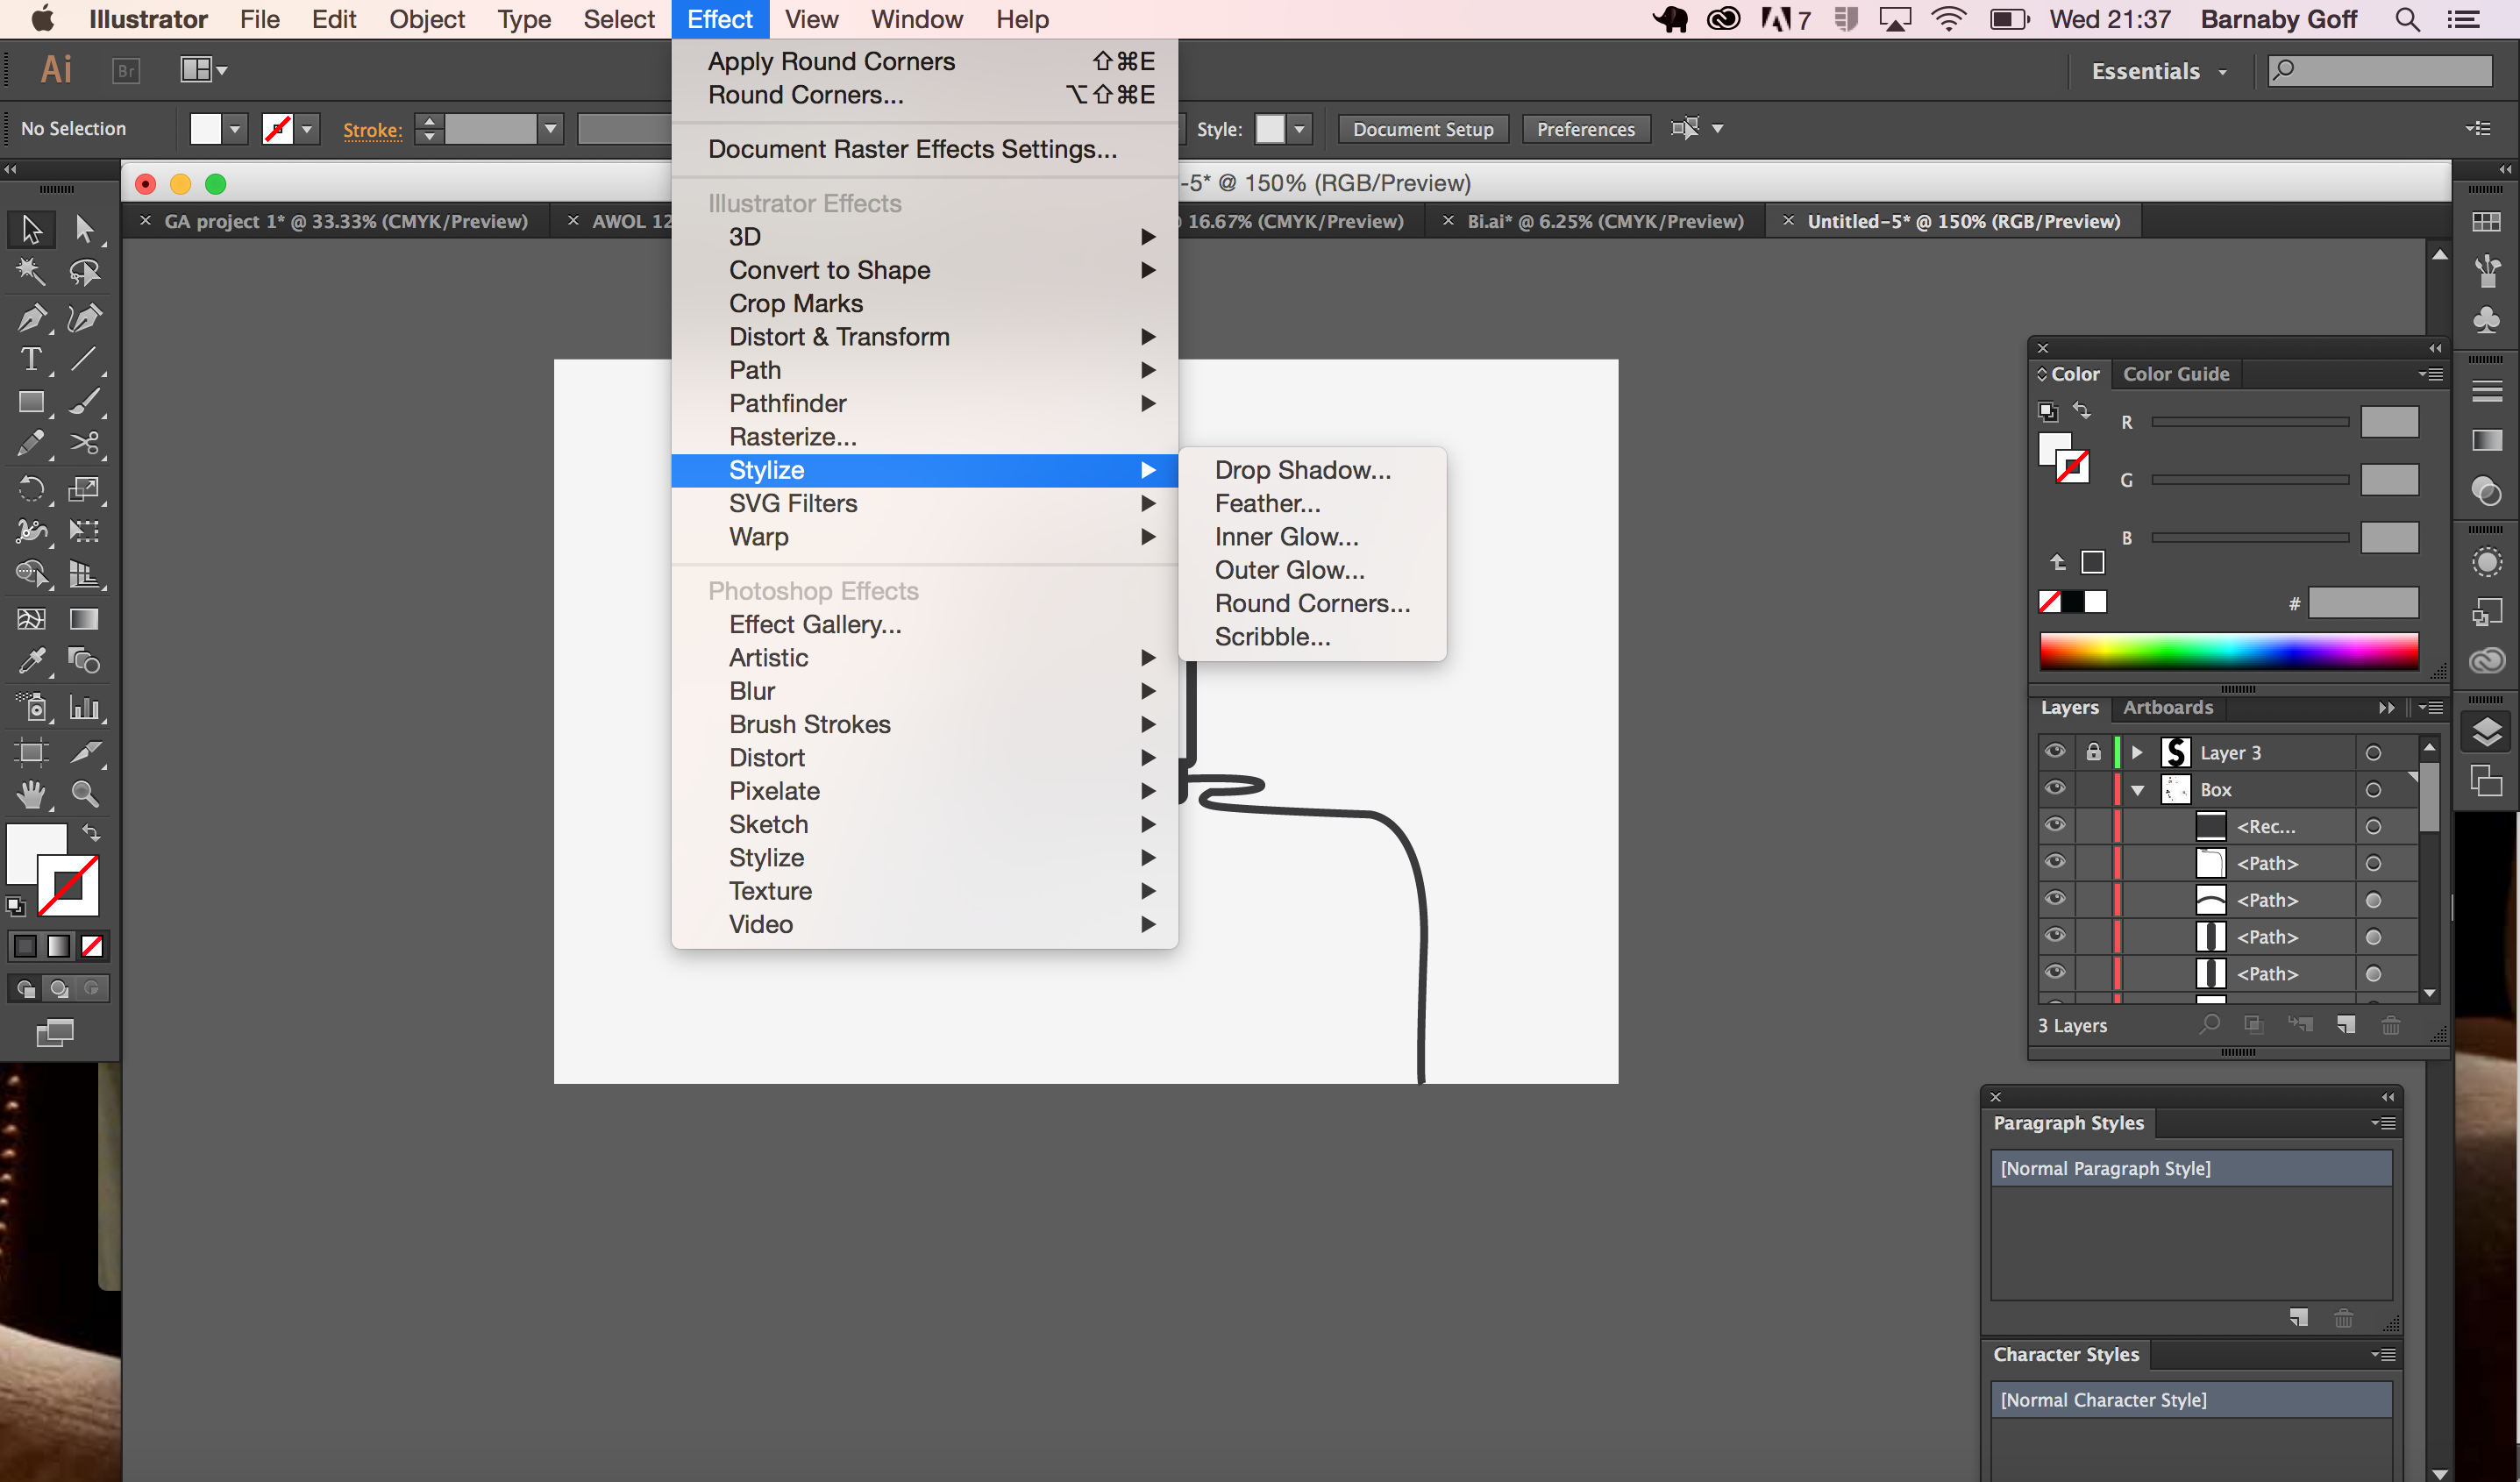 Illustrator File Edit Object Type Select Effect View Window Help 7 Wed 21:37 Barnaby Goff
Ai Br Essentials
No Selection Stroke: Style: Document Setup Preferences
-5* @ 150% (RGB/Preview)
GA project 1* @ 33.33% (CMYK/Preview) AWOL 12 16.67% (CMYK/Preview) Bi.ai* @ 6.25% (CMYK/Preview) Untitled-5* @ 150% (RGB/Preview)
Apply Round Corners ⇧⌘E
Round Corners... ⌥⇧⌘E
Document Raster Effects Settings...
Illustrator Effects
3D
Convert to Shape
Crop Marks
Distort & Transform
Path
Pathfinder
Rasterize...
Stylize
SVG Filters
Warp
Photoshop Effects
Effect Gallery...
Artistic
Blur
Brush Strokes
Distort
Pixelate
Sketch
Stylize
Texture
Video
Drop Shadow...
Feather...
Inner Glow...
Outer Glow...
Round Corners...
Scribble...
Color Color Guide
R
G
B
#
Layers Artboards
Layer 3
Box
<Rec...
<Path>
<Path>
<Path>
<Path>
3 Layers
Paragraph Styles
[Normal Paragraph Style]
Character Styles
[Normal Character Style]